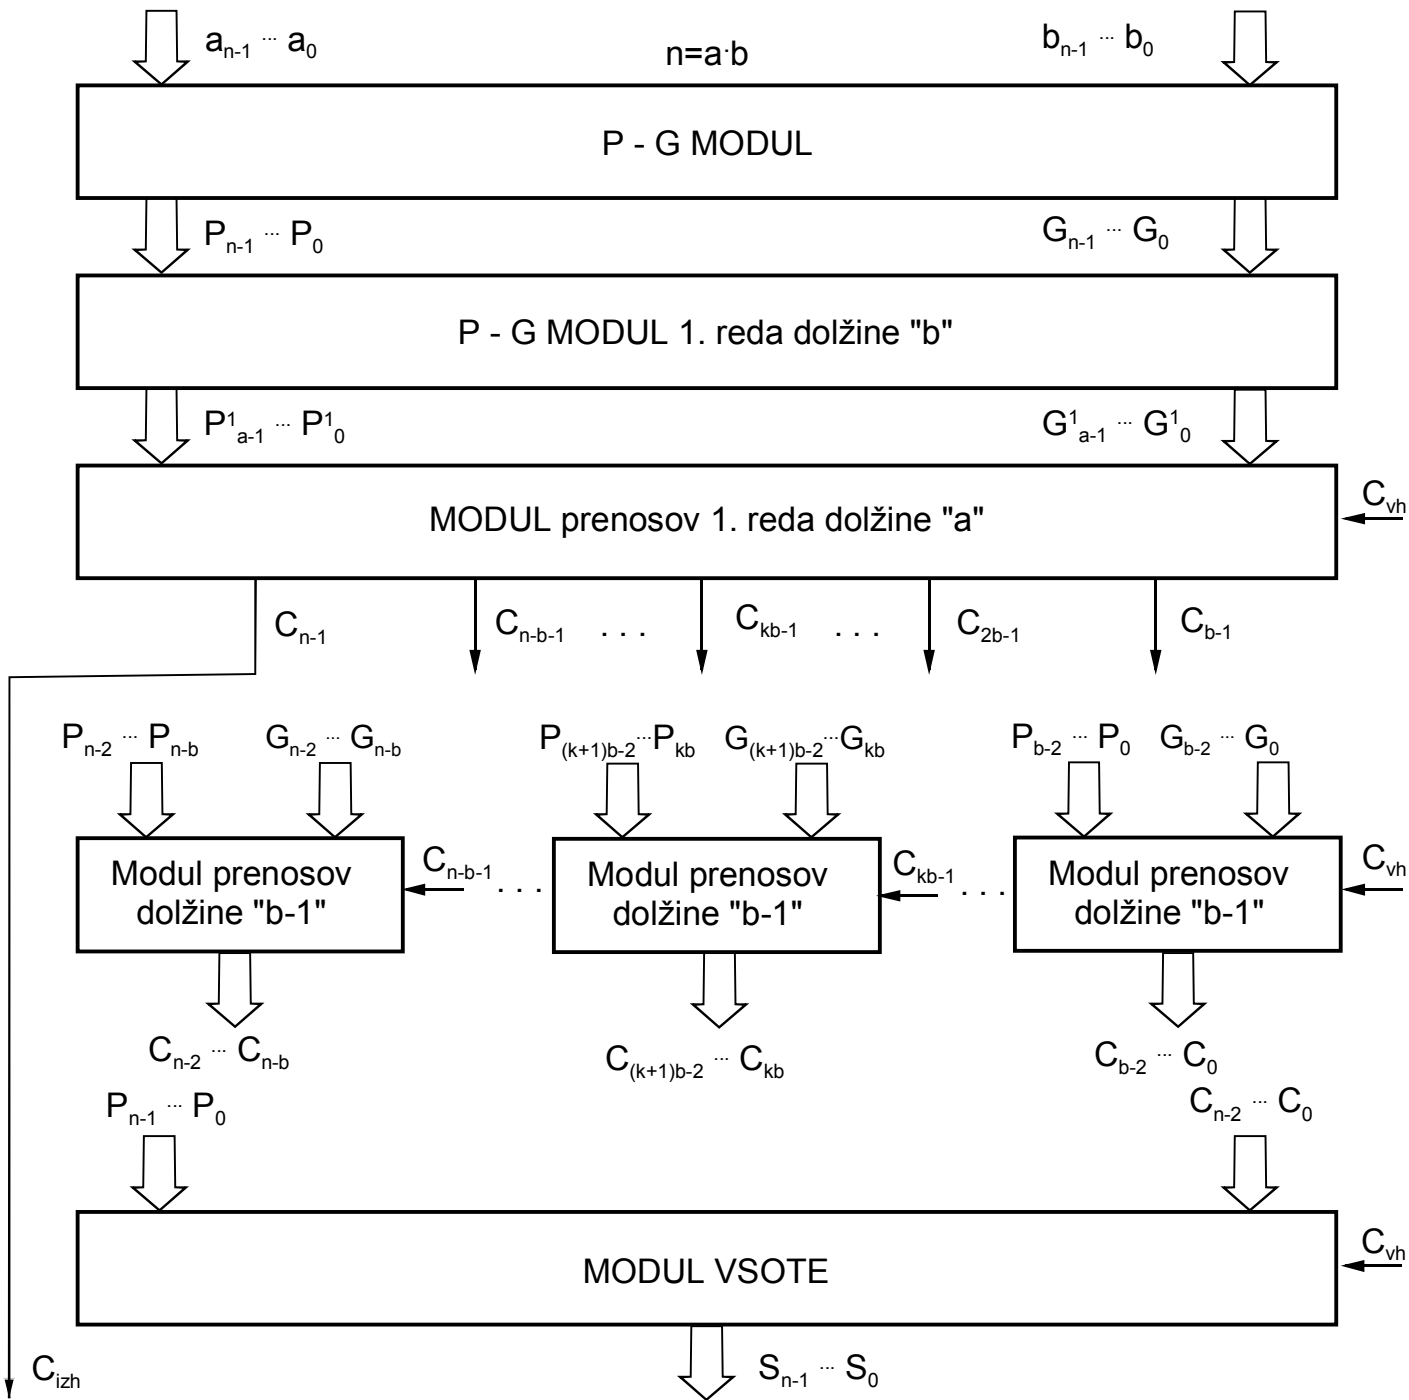 a_{n-1} ... a_0 n=a·b b_{n-1} ... b_0
P - G MODUL
P_{n-1} ... P_0 G_{n-1} ... G_0
P - G MODUL 1. reda dolžine "b"
P^1_{a-1} ... P^1_0 G^1_{a-1} ... G^1_0
MODUL prenosov 1. reda dolžine "a" C_{vh}
C_{n-1} C_{n-b-1} . . . C_{kb-1} . . . C_{2b-1} C_{b-1}
P_{n-2} ... P_{n-b} G_{n-2} ... G_{n-b} P_{(k+1)b-2}...P_{kb} G_{(k+1)b-2}...G_{kb} P_{b-2} ... P_0 G_{b-2} ... G_0
Modul prenosov
dolžine "b-1"
C_{n-b-1} . . .
Modul prenosov
dolžine "b-1"
C_{kb-1} . . .
Modul prenosov
dolžine "b-1"
C_{vh}
C_{n-2} ... C_{n-b} C_{(k+1)b-2} ... C_{kb} C_{b-2} ... C_0
P_{n-1} ... P_0 C_{n-2} ... C_0
MODUL VSOTE C_{vh}
C_{izh} S_{n-1} ... S_0